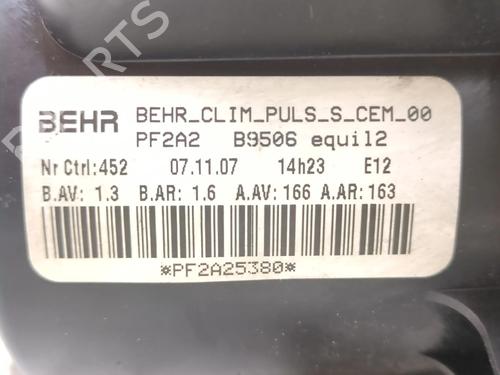 BEHR BEHR_CLIM_PULS_S_CEM_00
PF2A2 B9506 equil2
Nr Ctrl:452 07.11.07 14h23 E12
B.AV: 1.3 B.AR: 1.6 A.AV: 166 A.AR: 163
*PF2A25380*